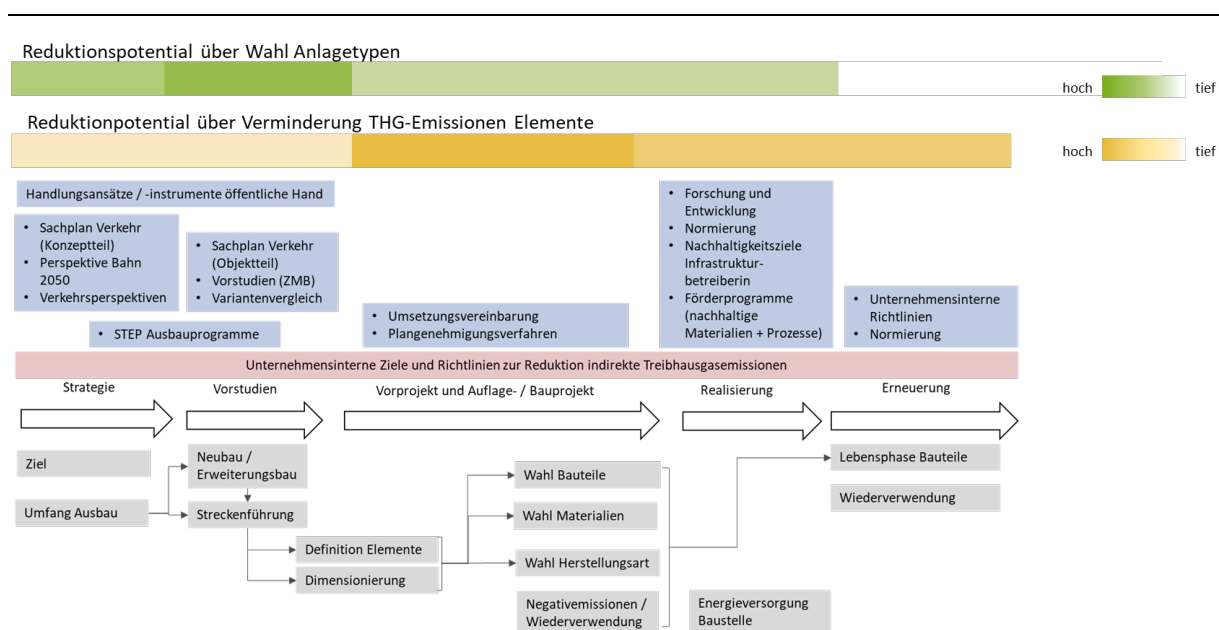 Reduktionspotential über Wahl Anlagetypen
hoch
tief
Reduktionpotential über Verminderung THG-Emissionen Elemente
hoch
tief
Handlungsansätze / -instrumente öffentliche Hand
• Sachplan Verkehr
(Konzeptteil)
• Perspektive Bahn
2050
• Verkehrsperspektiven
• Sachplan Verkehr
(Objektteil)
• Vorstudien (ZMB)
• Variantenvergleich
• STEP Ausbauprogramme
• Umsetzungsvereinbarung
• Plangenehmigungsverfahren
• Forschung und
Entwicklung
• Normierung
• Nachhaltigkeitsziele
Infrastruktur-
betreiberin
• Förderprogramme
(nachhaltige
Materialien + Prozesse)
• Unternehmensinterne
Richtlinien
• Normierung
Unternehmensinterne Ziele und Richtlinien zur Reduktion indirekte Treibhausgasemissionen
Strategie
Vorstudien
Vorprojekt und Auflage- / Bauprojekt
Realisierung
Erneuerung
Ziel
Umfang Ausbau
Neubau /
Erweiterungsbau
Streckenführung
Definition Elemente
Dimensionierung
Wahl Bauteile
Wahl Materialien
Wahl Herstellungsart
Negativemissionen /
Wiederverwendung
Energieversorgung
Baustelle
Lebensphase Bauteile
Wiederverwendung